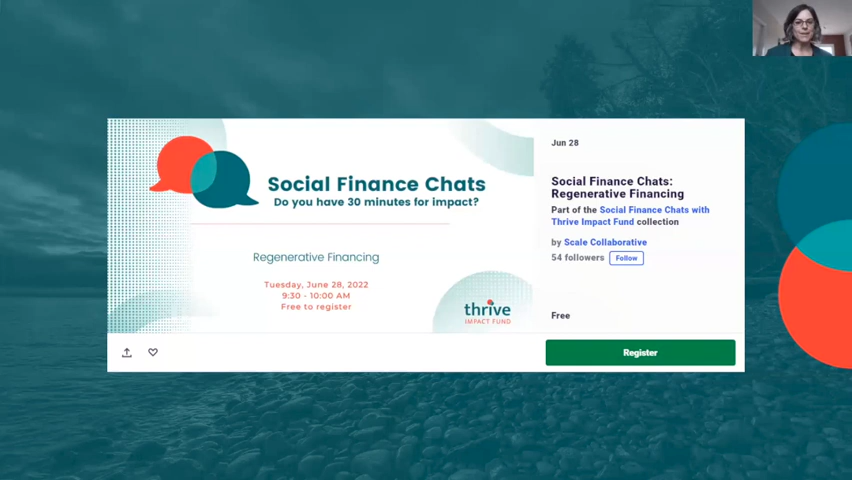 Social Finance Chats
Do you have 30 minutes for impact?
Regenerative Financing
Tuesday, June 28, 2022
9:30 - 10:00 AM
Free to register
thrive
IMPACT FUND
Jun 28
Social Finance Chats:
Regenerative Financing
Part of the Social Finance Chats with
Thrive Impact Fund collection
by Scale Collaborative
54 followers Follow
Free
Register